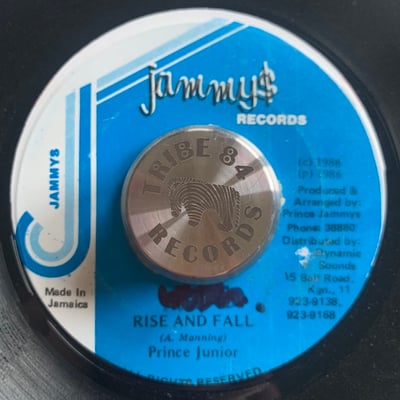 jammy$
RECORDS
JAMMYS
(c) 1986
(p) 1986
Produced &
Arranged by:
Prince Jammys
Phone: 38880
Distributed by:
Dynamic
Sounds
15 Bell Road,
Kgn. 11
923-9138,
923-9168
TRIBE 84
RECORDS
Made In
Jamaica
RISE AND FALL
(A. Manning)
Prince Junior
RIGHTS RESERVED